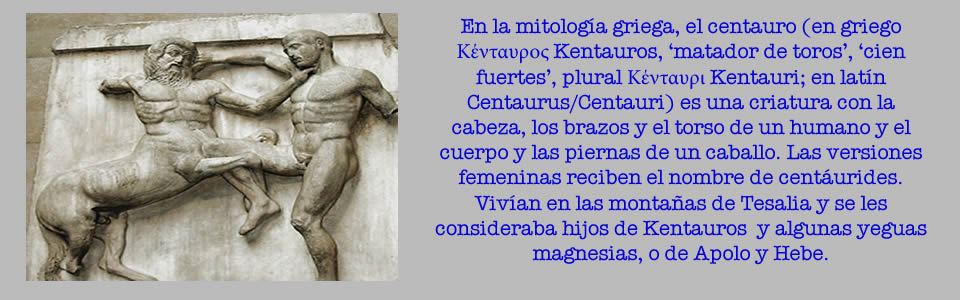 En la mitología griega, el centauro (en griego
Κένταυρος Kentauros, ‘matador de toros’, ‘cien
fuertes’, plural Κένταυρι Kentauri; en latín
Centaurus/Centauri) es una criatura con la
cabeza, los brazos y el torso de un humano y el
cuerpo y las piernas de un caballo. Las versiones
femeninas reciben el nombre de centáurides.
Vivían en las montañas de Tesalia y se les
consideraba hijos de Kentauros y algunas yeguas
magnesias, o de Apolo y Hebe.